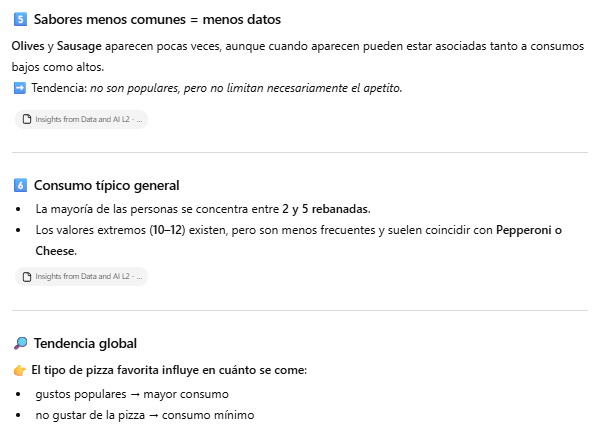 5 Sabores menos comunes = menos datos
Olives y Sausage aparecen pocas veces, aunque cuando aparecen pueden estar asociadas tanto a consumos
bajos como altos.
➡️ Tendencia: no son populares, pero no limitan necesariamente el apetito.
Insights from Data and AI L2 - ...
6 Consumo típico general
• La mayoría de las personas se concentra entre 2 y 5 rebanadas.
• Los valores extremos (10–12) existen, pero son menos frecuentes y suelen coincidir con Pepperoni o
Cheese.
Insights from Data and AI L2 - ...
🔎 Tendencia global
👉 El tipo de pizza favorita influye en cuánto se come:
• gustos populares → mayor consumo
• no gustar de la pizza → consumo mínimo